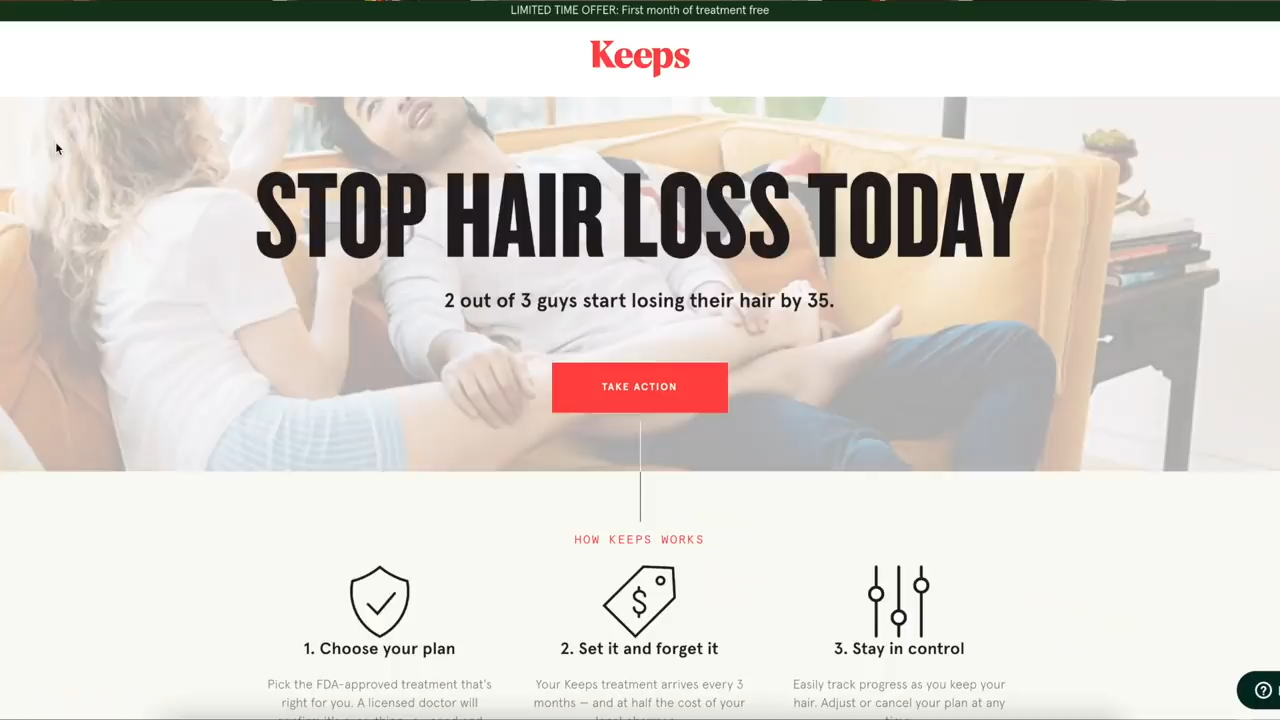 LIMITED TIME OFFER: First month of treatment free
Keeps
STOP HAIR LOSS TODAY
2 out of 3 guys start losing their hair by 35.
TAKE ACTION
HOW KEEPS WORKS
1. Choose your plan
2. Set it and forget it
3. Stay in control
Pick the FDA-approved treatment that's
right for you. A licensed doctor will
Your Keeps treatment arrives every 3
months — and at half the cost of your
Easily track progress as you keep your
hair. Adjust or cancel your plan at any